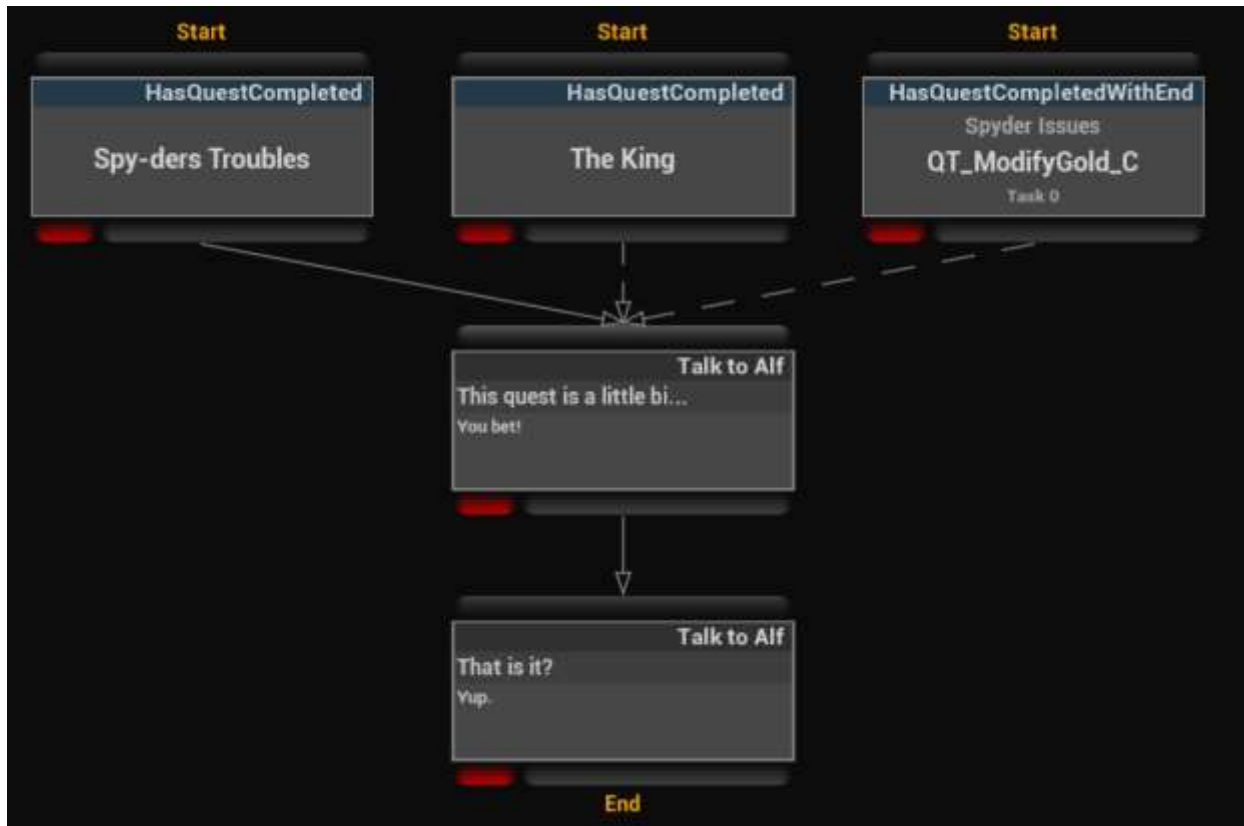 Start
Start
Start
HasQuestCompleted
HasQuestCompleted
HasQuestCompletedWithEnd
Spy-ders Troubles
The King
Spyder Issues
QT_ModifyGold_C
Task 0
Talk to Alf
This quest is a little bi...
You bet!
Talk to Alf
That is it?
Yup.
End